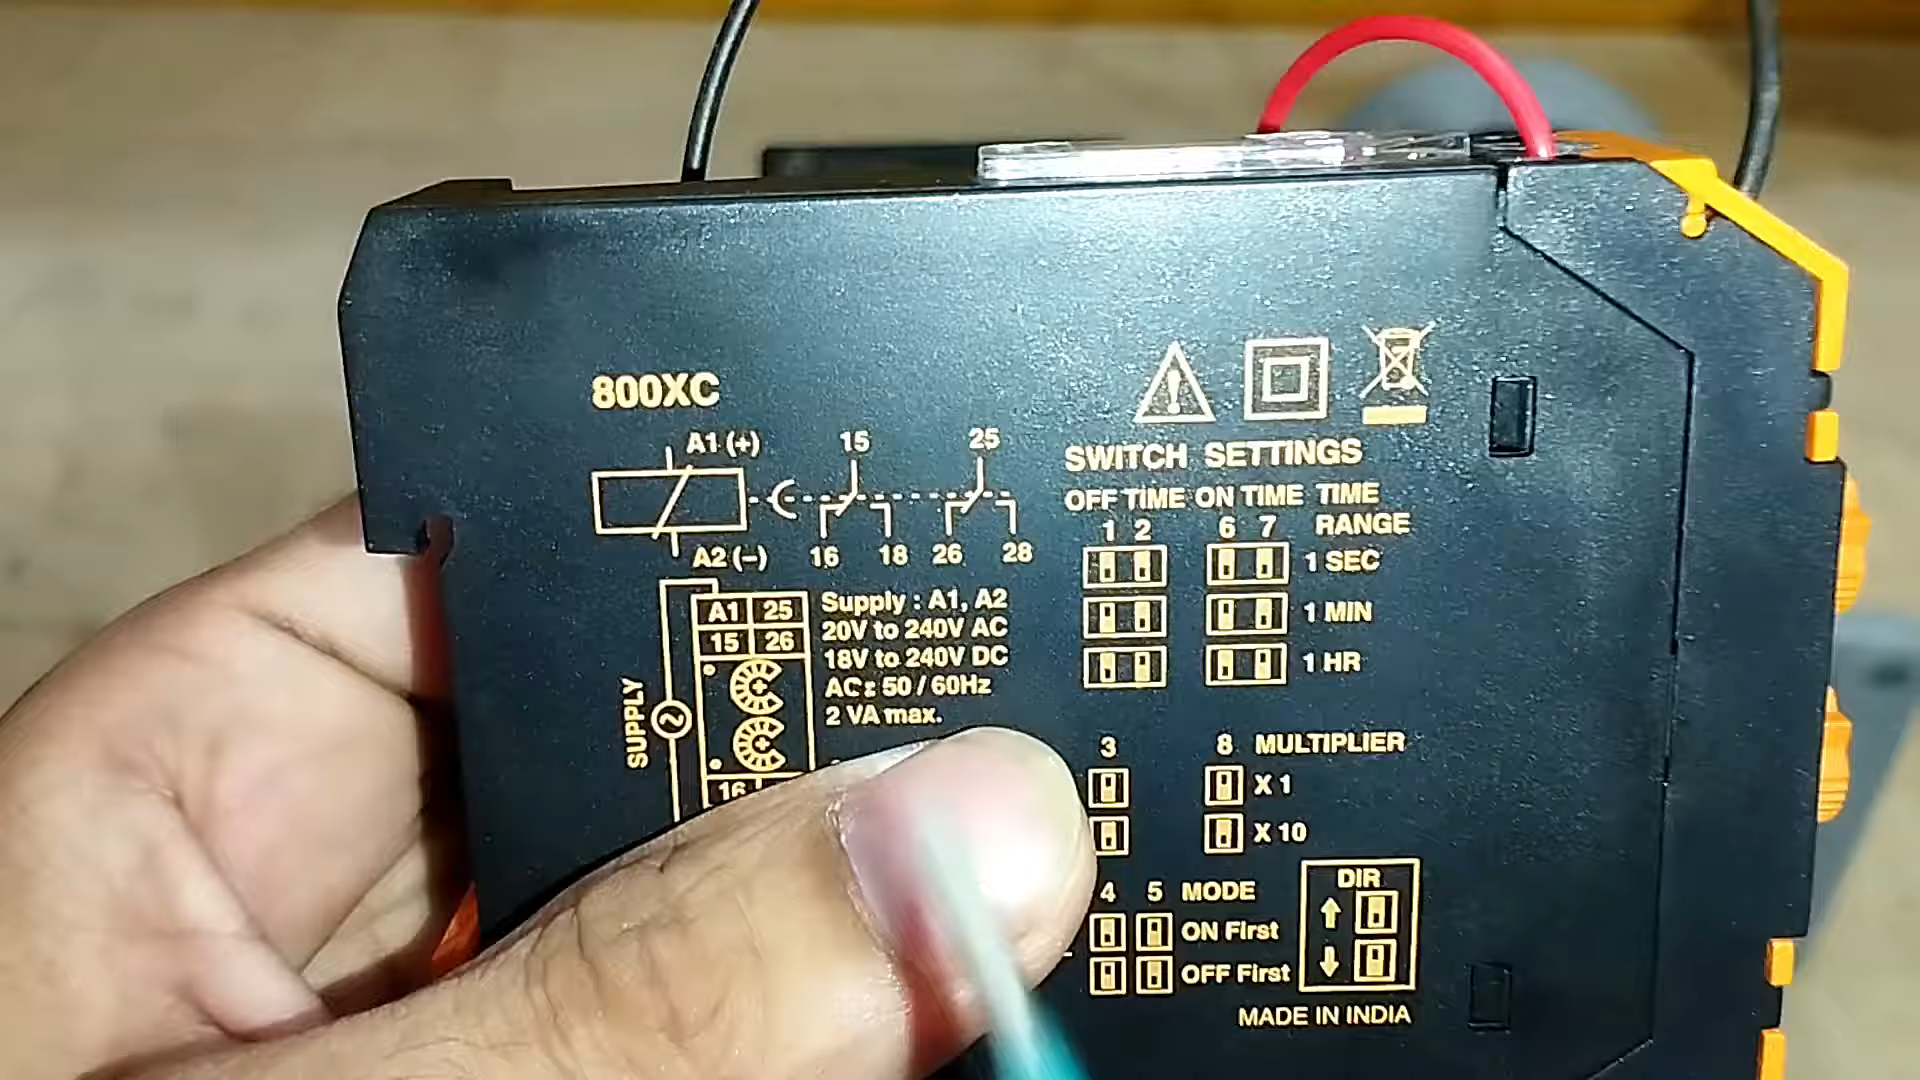 800XC
A1 (+) 15 25
A2 (–) 16 18 26 28
SUPPLY
A1 25
15 26
16
Supply : A1, A2
20V to 240V AC
18V to 240V DC
AC : 50 / 60Hz
2 VA max.
SWITCH SETTINGS
OFF TIME ON TIME TIME
1 2 6 7 RANGE
1 SEC
1 MIN
1 HR
3 8 MULTIPLIER
X 1
X 10
4 5 MODE
ON First
OFF First
DIR
MADE IN INDIA